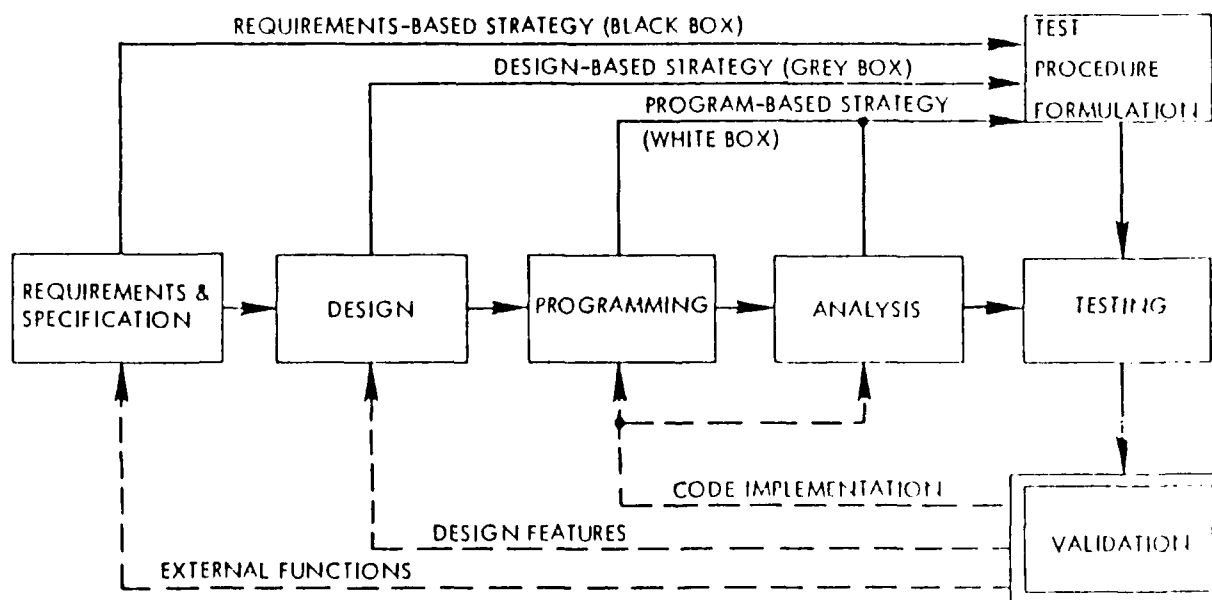 REQUIREMENTS-BASED STRATEGY (BLACK BOX)
DESIGN-BASED STRATEGY (GREY BOX)
PROGRAM-BASED STRATEGY
(WHITE BOX)
TEST
PROCEDURE
FORMULATION
REQUIREMENTS &
SPECIFICATION
DESIGN
PROGRAMMING
ANALYSIS
TESTING
CODE IMPLEMENTATION
DESIGN FEATURES
EXTERNAL FUNCTIONS
VALIDATION